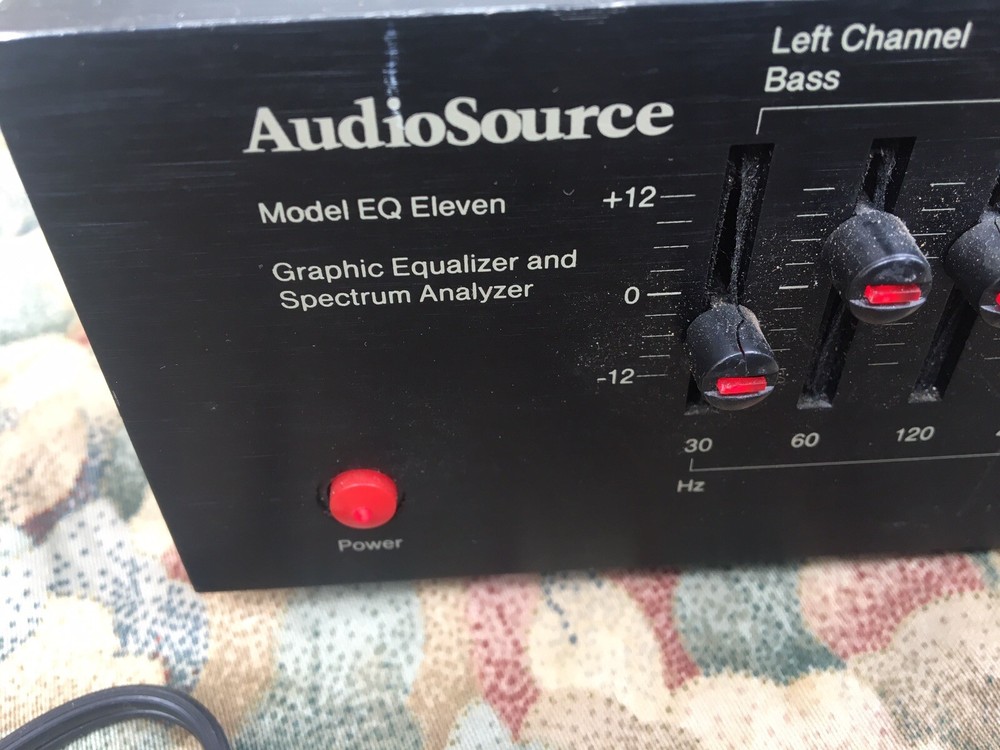 AudioSource
Model EQ Eleven
Graphic Equalizer and
Spectrum Analyzer
Power
Left Channel
Bass
+12
0
-12
30 60 120
Hz